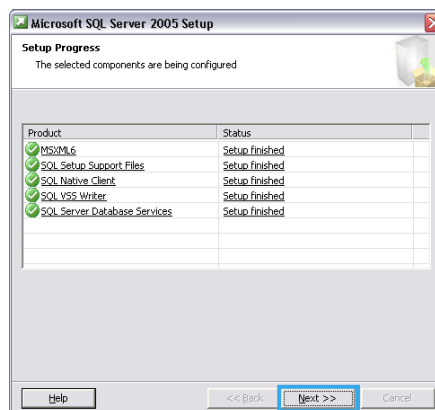 Microsoft SQL Server 2005 Setup
Setup Progress
The selected components are being configured
Product Status
MSXML6 Setup finished
SQL Setup Support Files Setup finished
SQL Native Client Setup finished
SQL VSS Writer Setup finished
SQL Server Database Services Setup finished
Help << Back Next >> Cancel